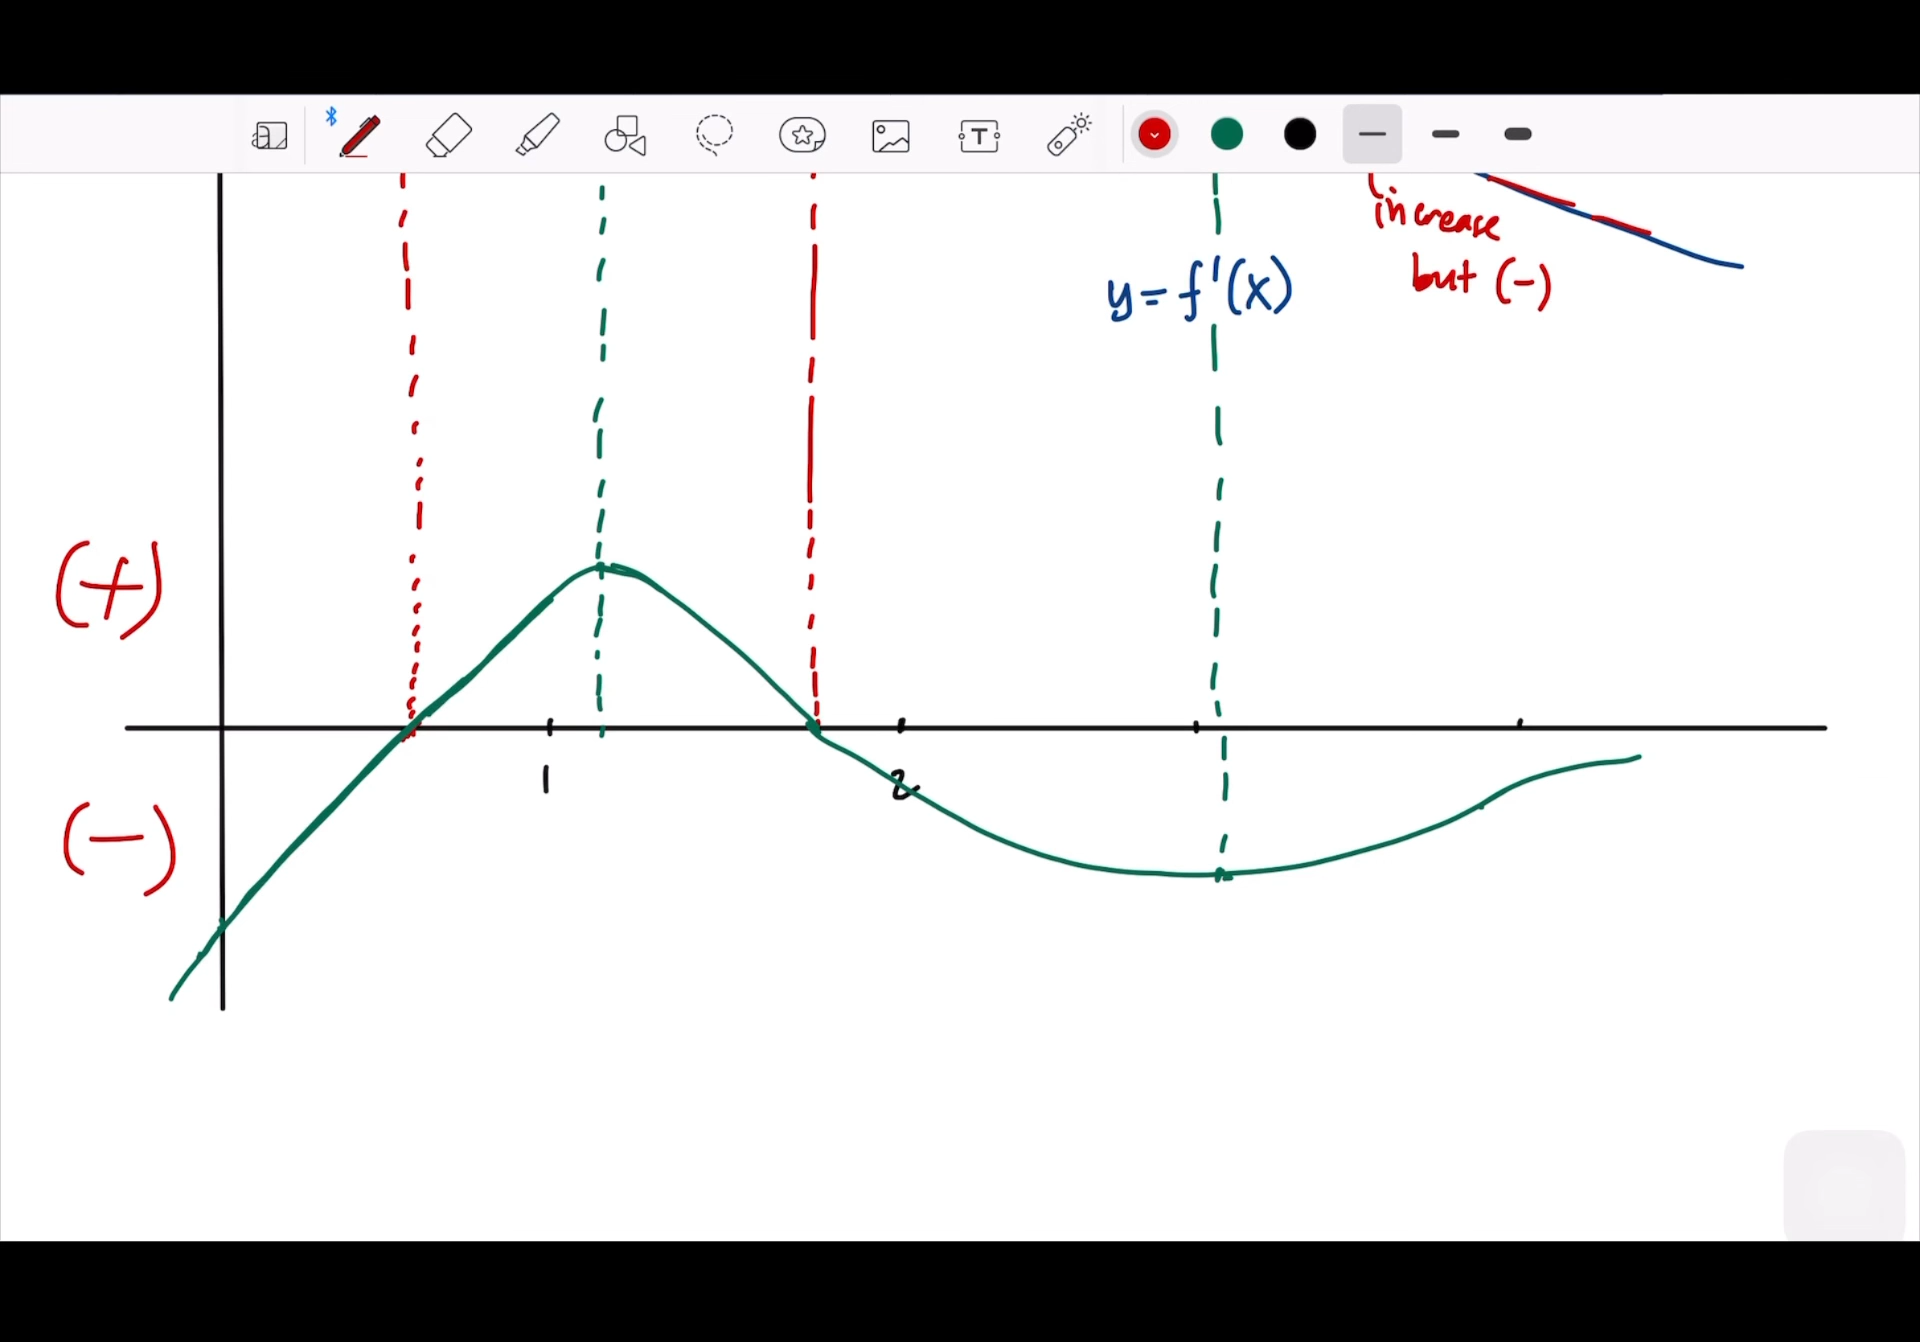 increase
but (-)
y = f'(x)
(+)
(-)
1
2